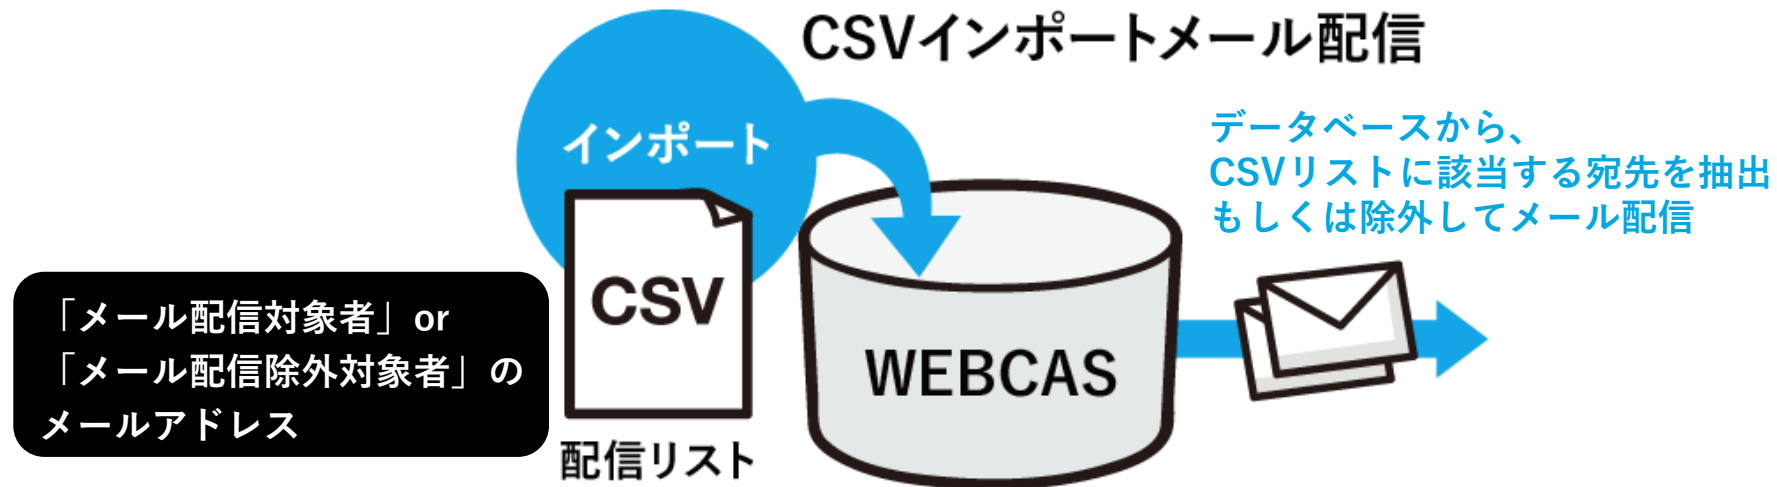 CSVインポートメール配信
インポート
データベースから、
CSVリストに該当する宛先を抽出
もしくは除外してメール配信
CSV
「メール配信対象者」or
「メール配信除外対象者」の
メールアドレス
WEBCAS
配信リスト